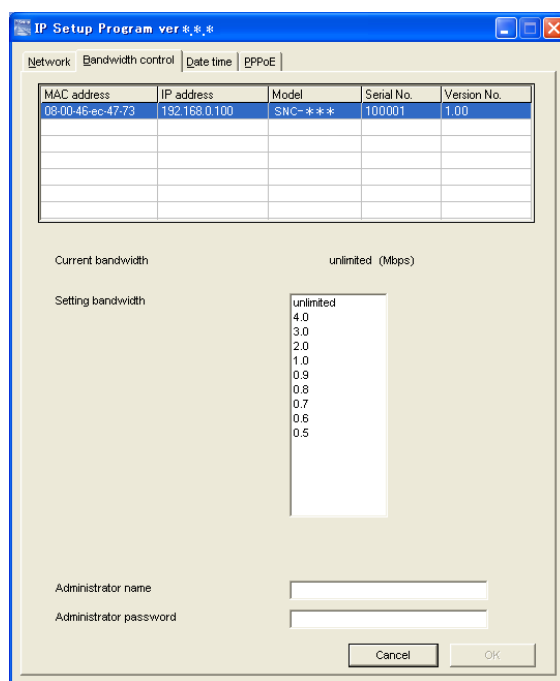 IP Setup Program ver*.*.*
Network Bandwidth control Date time PPPoE
MAC address IP address Model Serial No. Version No.
08-00-46-ec-47-73 192.168.0.100 SNC-*** 100001 1.00
Current bandwidth unlimited (Mbps)
Setting bandwidth
unlimited
4.0
3.0
2.0
1.0
0.9
0.8
0.7
0.6
0.5
Administrator name
Administrator password
Cancel OK